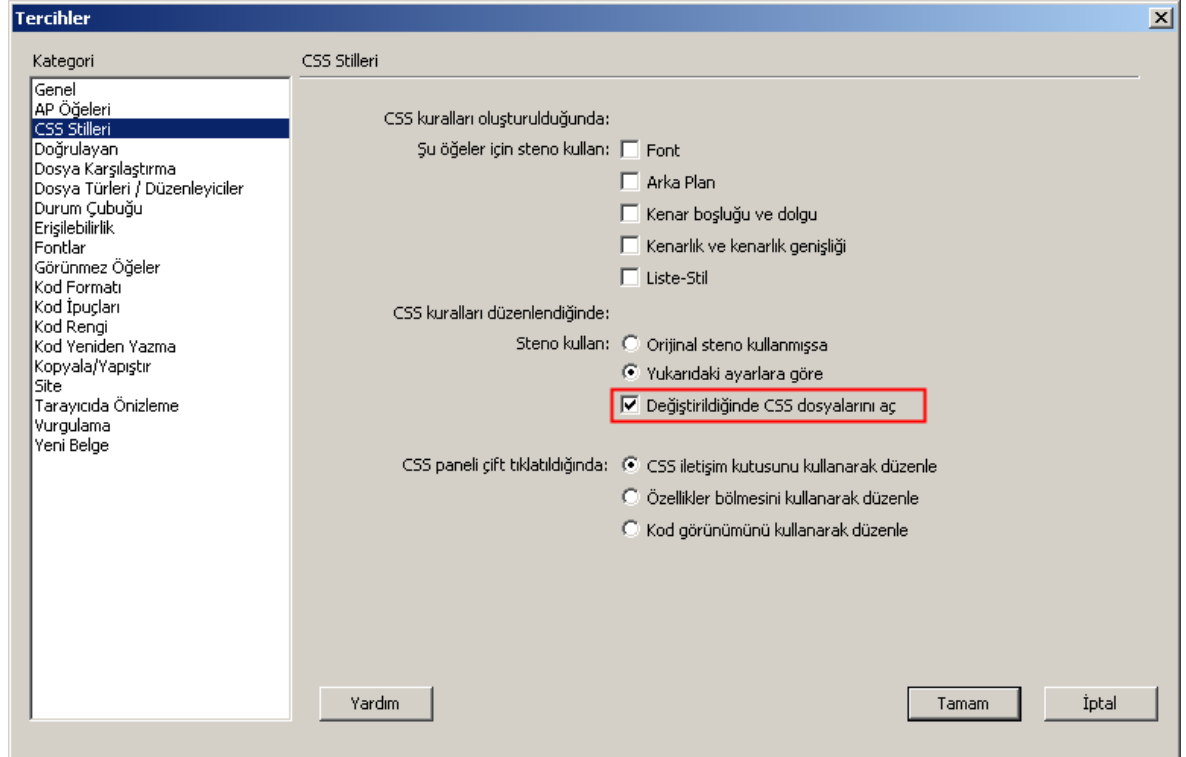 Tercihler
Kategori
Genel
AP Öğeleri
CSS Stilleri
Doğrulayan
Dosya Karşılaştırma
Dosya Türleri / Düzenleyiciler
Durum Çubuğu
Erişilebilirlik
Fontlar
Görünmez Öğeler
Kod Formatı
Kod İpuçları
Kod Rengi
Kod Yeniden Yazma
Kopyala/Yapıştır
Site
Tarayıcıda Önizleme
Vurgulama
Yeni Belge
CSS Stilleri
CSS kuralları oluşturulduğunda:
Şu öğeler için steno kullan: Font
Arka Plan
Kenar boşluğu ve dolgu
Kenarlık ve kenarlık genişliği
Liste-Stil
CSS kuralları düzenlendiğinde:
Steno kullan: Orijinal steno kullanmışsa
Yukarıdaki ayarlara göre
Değiştirildiğinde CSS dosyalarını aç
CSS paneli çift tıklatıldığında: CSS iletişim kutusunu kullanarak düzenle
Özellikler bölmesini kullanarak düzenle
Kod görünümünü kullanarak düzenle
Yardım Tamam İptal